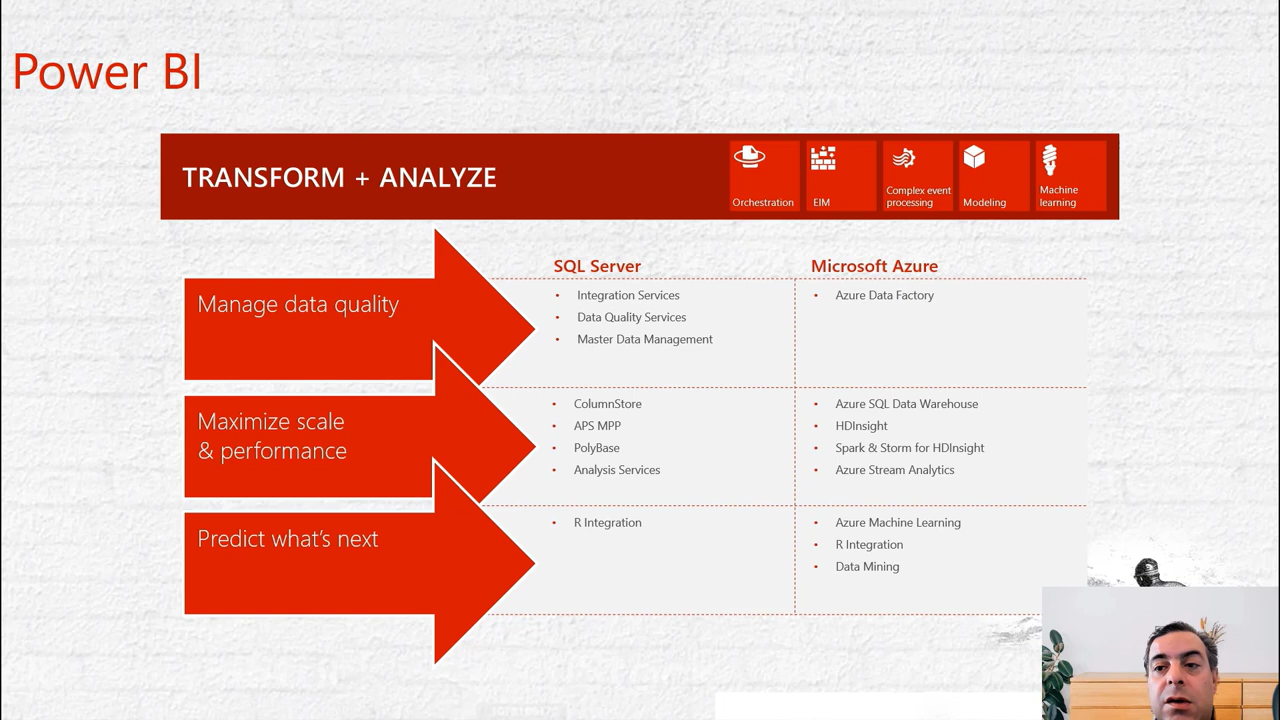 Power BI
TRANSFORM + ANALYZE
Orchestration
EIM
Complex event
processing
Modeling
Machine
learning
SQL Server
Microsoft Azure
Manage data quality
• Integration Services
• Data Quality Services
• Master Data Management
• Azure Data Factory
Maximize scale
& performance
• ColumnStore
• APS MPP
• PolyBase
• Analysis Services
• Azure SQL Data Warehouse
• HDInsight
• Spark & Storm for HDInsight
• Azure Stream Analytics
Predict what's next
• R Integration
• Azure Machine Learning
• R Integration
• Data Mining